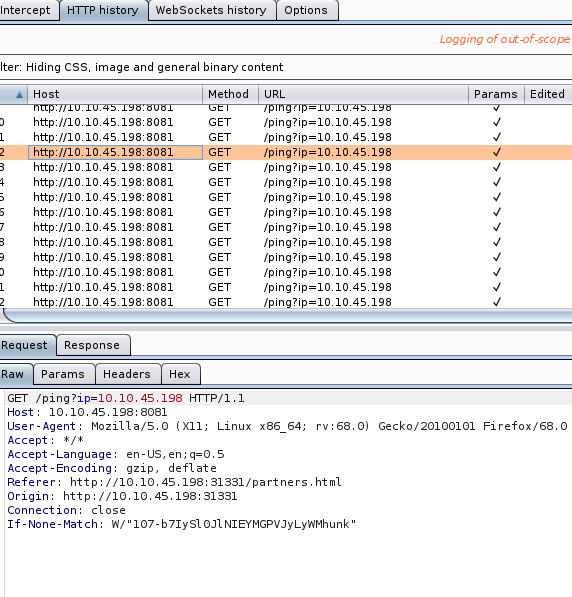 Intercept HTTP history WebSockets history Options
Logging of out-of-scope
lter: Hiding CSS, image and general binary content
Host Method URL Params Edited
http://10.10.45.198:8081 GET /ping?ip=10.10.45.198 ✓
0 http://10.10.45.198:8081 GET /ping?ip=10.10.45.198 ✓
1 http://10.10.45.198:8081 GET /ping?ip=10.10.45.198 ✓
2 http://10.10.45.198:8081 GET /ping?ip=10.10.45.198 ✓
3 http://10.10.45.198:8081 GET /ping?ip=10.10.45.198 ✓
4 http://10.10.45.198:8081 GET /ping?ip=10.10.45.198 ✓
5 http://10.10.45.198:8081 GET /ping?ip=10.10.45.198 ✓
6 http://10.10.45.198:8081 GET /ping?ip=10.10.45.198 ✓
7 http://10.10.45.198:8081 GET /ping?ip=10.10.45.198 ✓
8 http://10.10.45.198:8081 GET /ping?ip=10.10.45.198 ✓
9 http://10.10.45.198:8081 GET /ping?ip=10.10.45.198 ✓
0 http://10.10.45.198:8081 GET /ping?ip=10.10.45.198 ✓
1 http://10.10.45.198:8081 GET /ping?ip=10.10.45.198 ✓
2 http://10.10.45.198:8081 GET /ping?ip=10.10.45.198 ✓
Request Response
Raw Params Headers Hex
GET /ping?ip=10.10.45.198 HTTP/1.1
Host: 10.10.45.198:8081
User-Agent: Mozilla/5.0 (X11; Linux x86_64; rv:68.0) Gecko/20100101 Firefox/68.0
Accept: */*
Accept-Language: en-US,en;q=0.5
Accept-Encoding: gzip, deflate
Referer: http://10.10.45.198:31331/partners.html
Origin: http://10.10.45.198:31331
Connection: close
If-None-Match: W/"107-b7IySl0JlNIEYMGPVJyLyWMhunk"